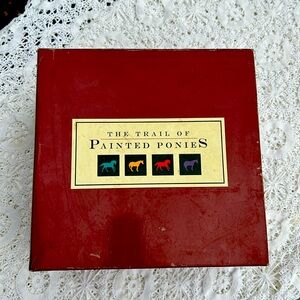 THE TRAIL OF
PAINTED PONIES